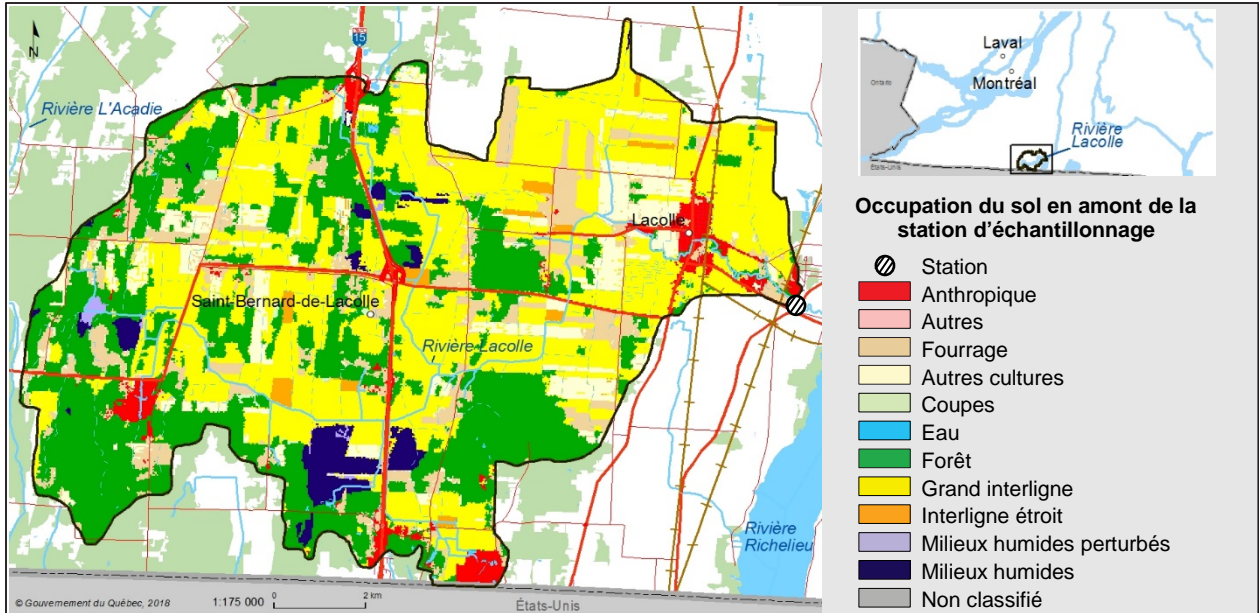 N
15
Rivière L'Acadie
Lacolle
Saint-Bernard-de-Lacolle
Rivière Lacolle
Rivière
Richelieu
© Gouvernement du Québec, 2018
1:175 000
0
2 km
États-Unis
Laval
Montréal
Ontario
Rivière
Lacolle
États-Unis
Occupation du sol en amont de la
station d'échantillonnage
Station
Anthropique
Autres
Fourrage
Autres cultures
Coupes
Eau
Forêt
Grand interligne
Interligne étroit
Milieux humides perturbés
Milieux humides
Non classifié